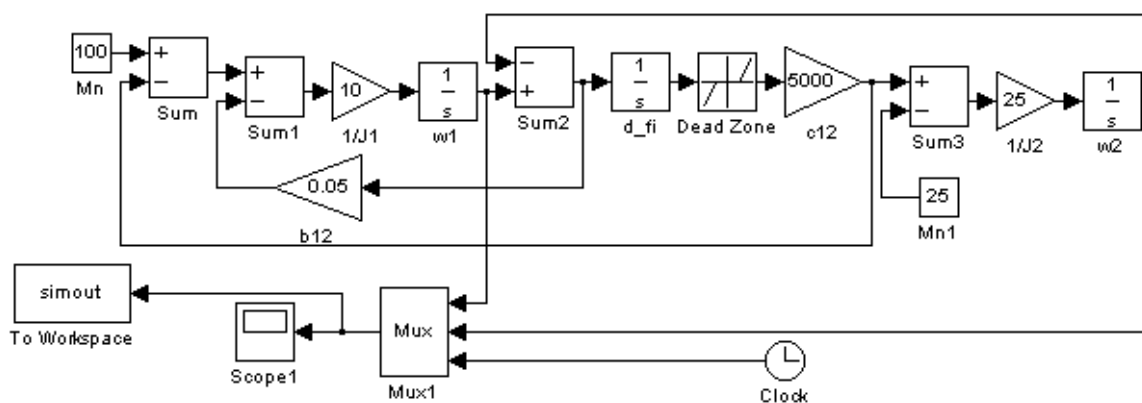 100
Mn
+
−
Sum
+
−
Sum1
10
1/J1
1
s
w1
−
+
Sum2
1
s
d_fi
Dead Zone
5000
c12
+
−
Sum3
25
1/J2
1
s
w2
0.05
b12
25
Mn1
simout
To Workspace
Scope1
Mux
Mux1
Clock